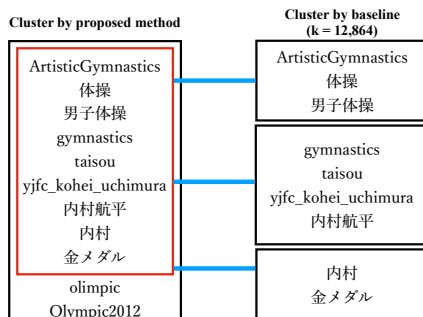 Cluster by proposed method
ArtisticGymnastics
体操
男子体操
gymnastics
taisou
yjfc_kohei_uchimura
内村航平
内村
金メダル
olimpic
Olympic2012
Cluster by baseline
(k = 12,864)
ArtisticGymnastics
体操
男子体操
gymnastics
taisou
yjfc_kohei_uchimura
内村航平
内村
金メダル